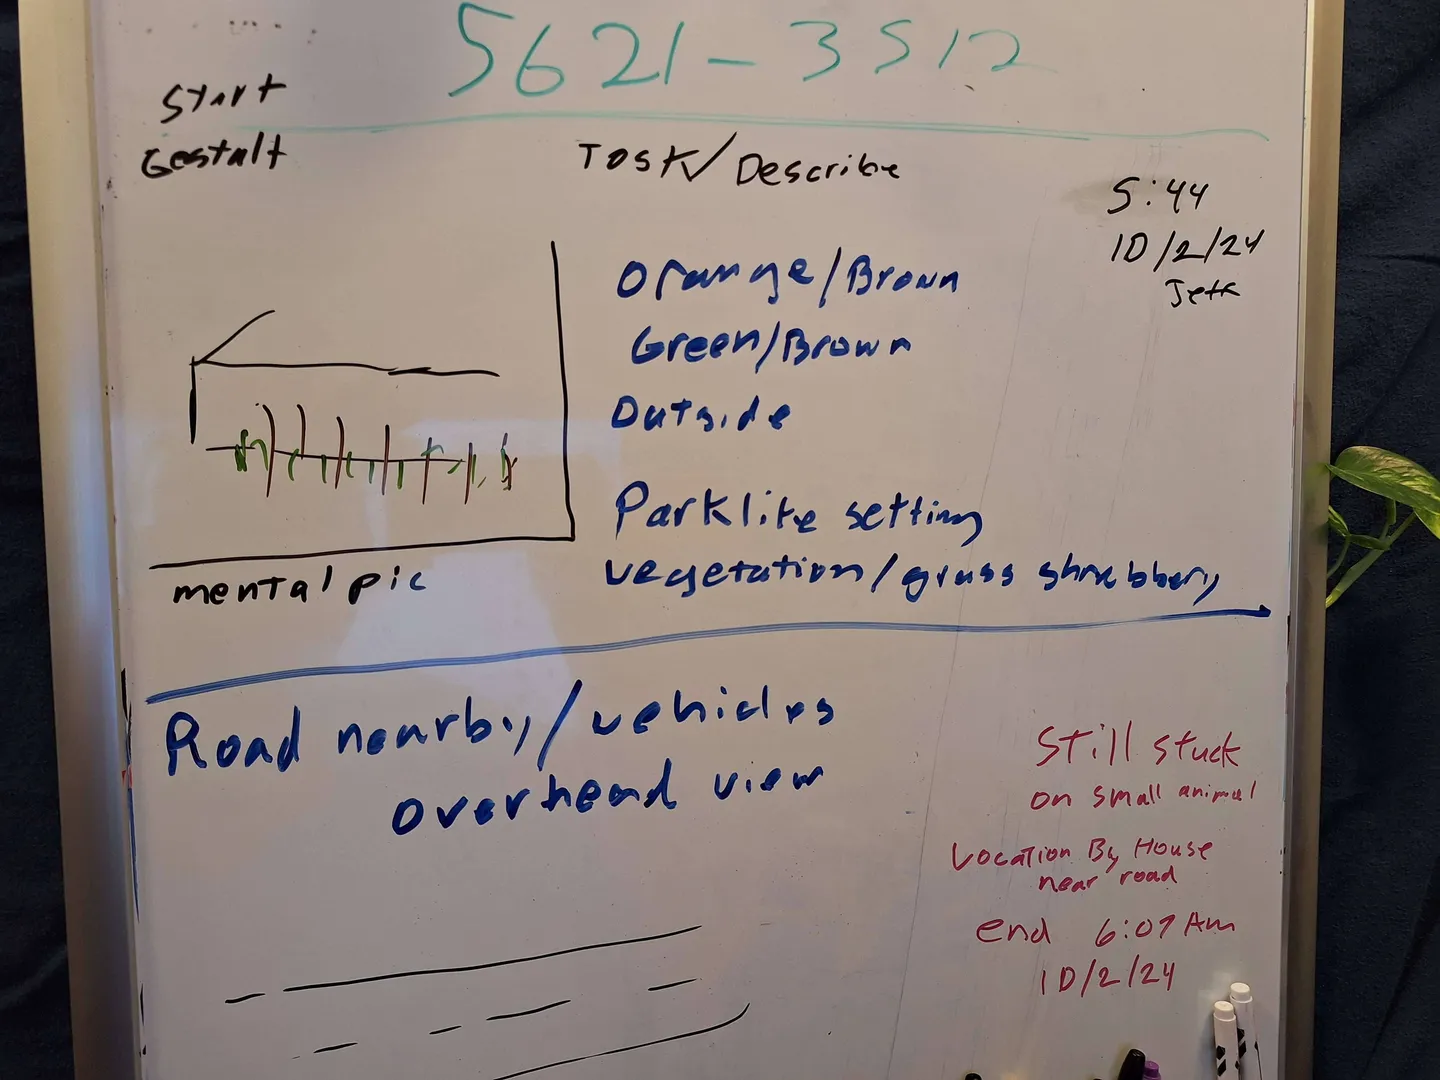 5621-3512
Start
Gestalt
Task/Describe
5:44
10/2/24
Jeff
Orange/Brown
Green/Brown
Outside
Parklike setting
vegetation/grass shrubbery
mental pic
Road nearby/vehicles
overhead view
Still stuck
on small animal
Location By House
near road
end 6:07 Am
10/2/24